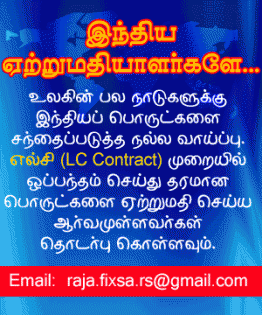 இந்திய
ஏற்றுமதியாளர்களே...
உலகின் பல நாடுகளுக்கு
இந்தியப் பொருட்களை
சந்தைப்படுத்த நல்ல வாய்ப்பு.
எல்சி (LC Contract) முறையில்
ஒப்பந்தம் செய்து தரமான
பொருட்களை ஏற்றுமதி செய்ய
ஆர்வமுள்ளவர்கள்
தொடர்பு கொள்ளவும்.
Email: raja.fixsa.rs@gmail.com